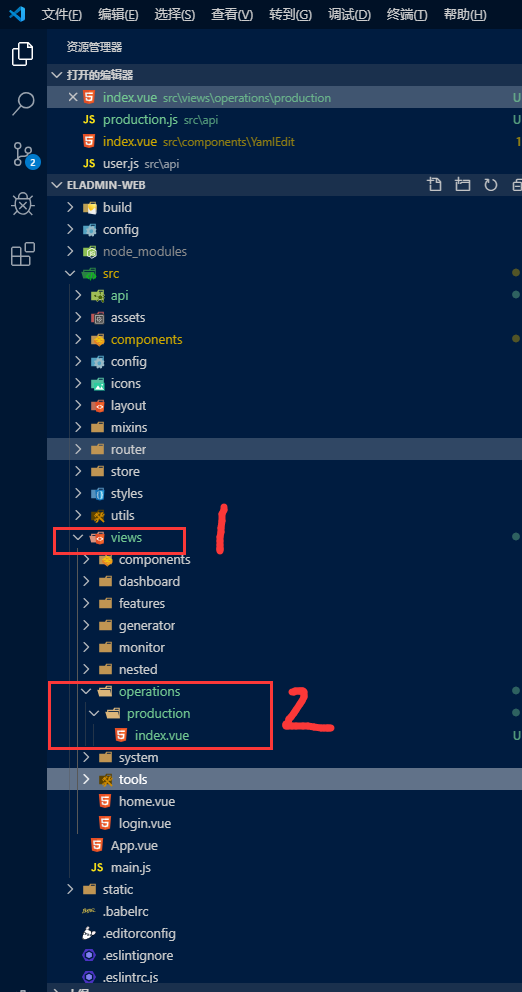 文件(F) 编辑(E) 选择(S) 查看(V) 转到(G) 调试(D) 终端(T) 帮助(H)
资源管理器
打开的编辑器
index.vue src\views\operations\production U
JS production.js src\api U
index.vue src\components\YamlEdit 1
JS user.js src\api
ELADMIN-WEB
build
config
2
node_modules
src
api
assets
components
config
icons
layout
mixins
router
store
styles
utils
views
1
components
dashboard
features
generator
monitor
nested
operations
production
2
index.vue U
system
tools
home.vue
login.vue
App.vue
JS main.js
static
.babelrc
.editorconfig
.eslintignore
.eslintrc.js